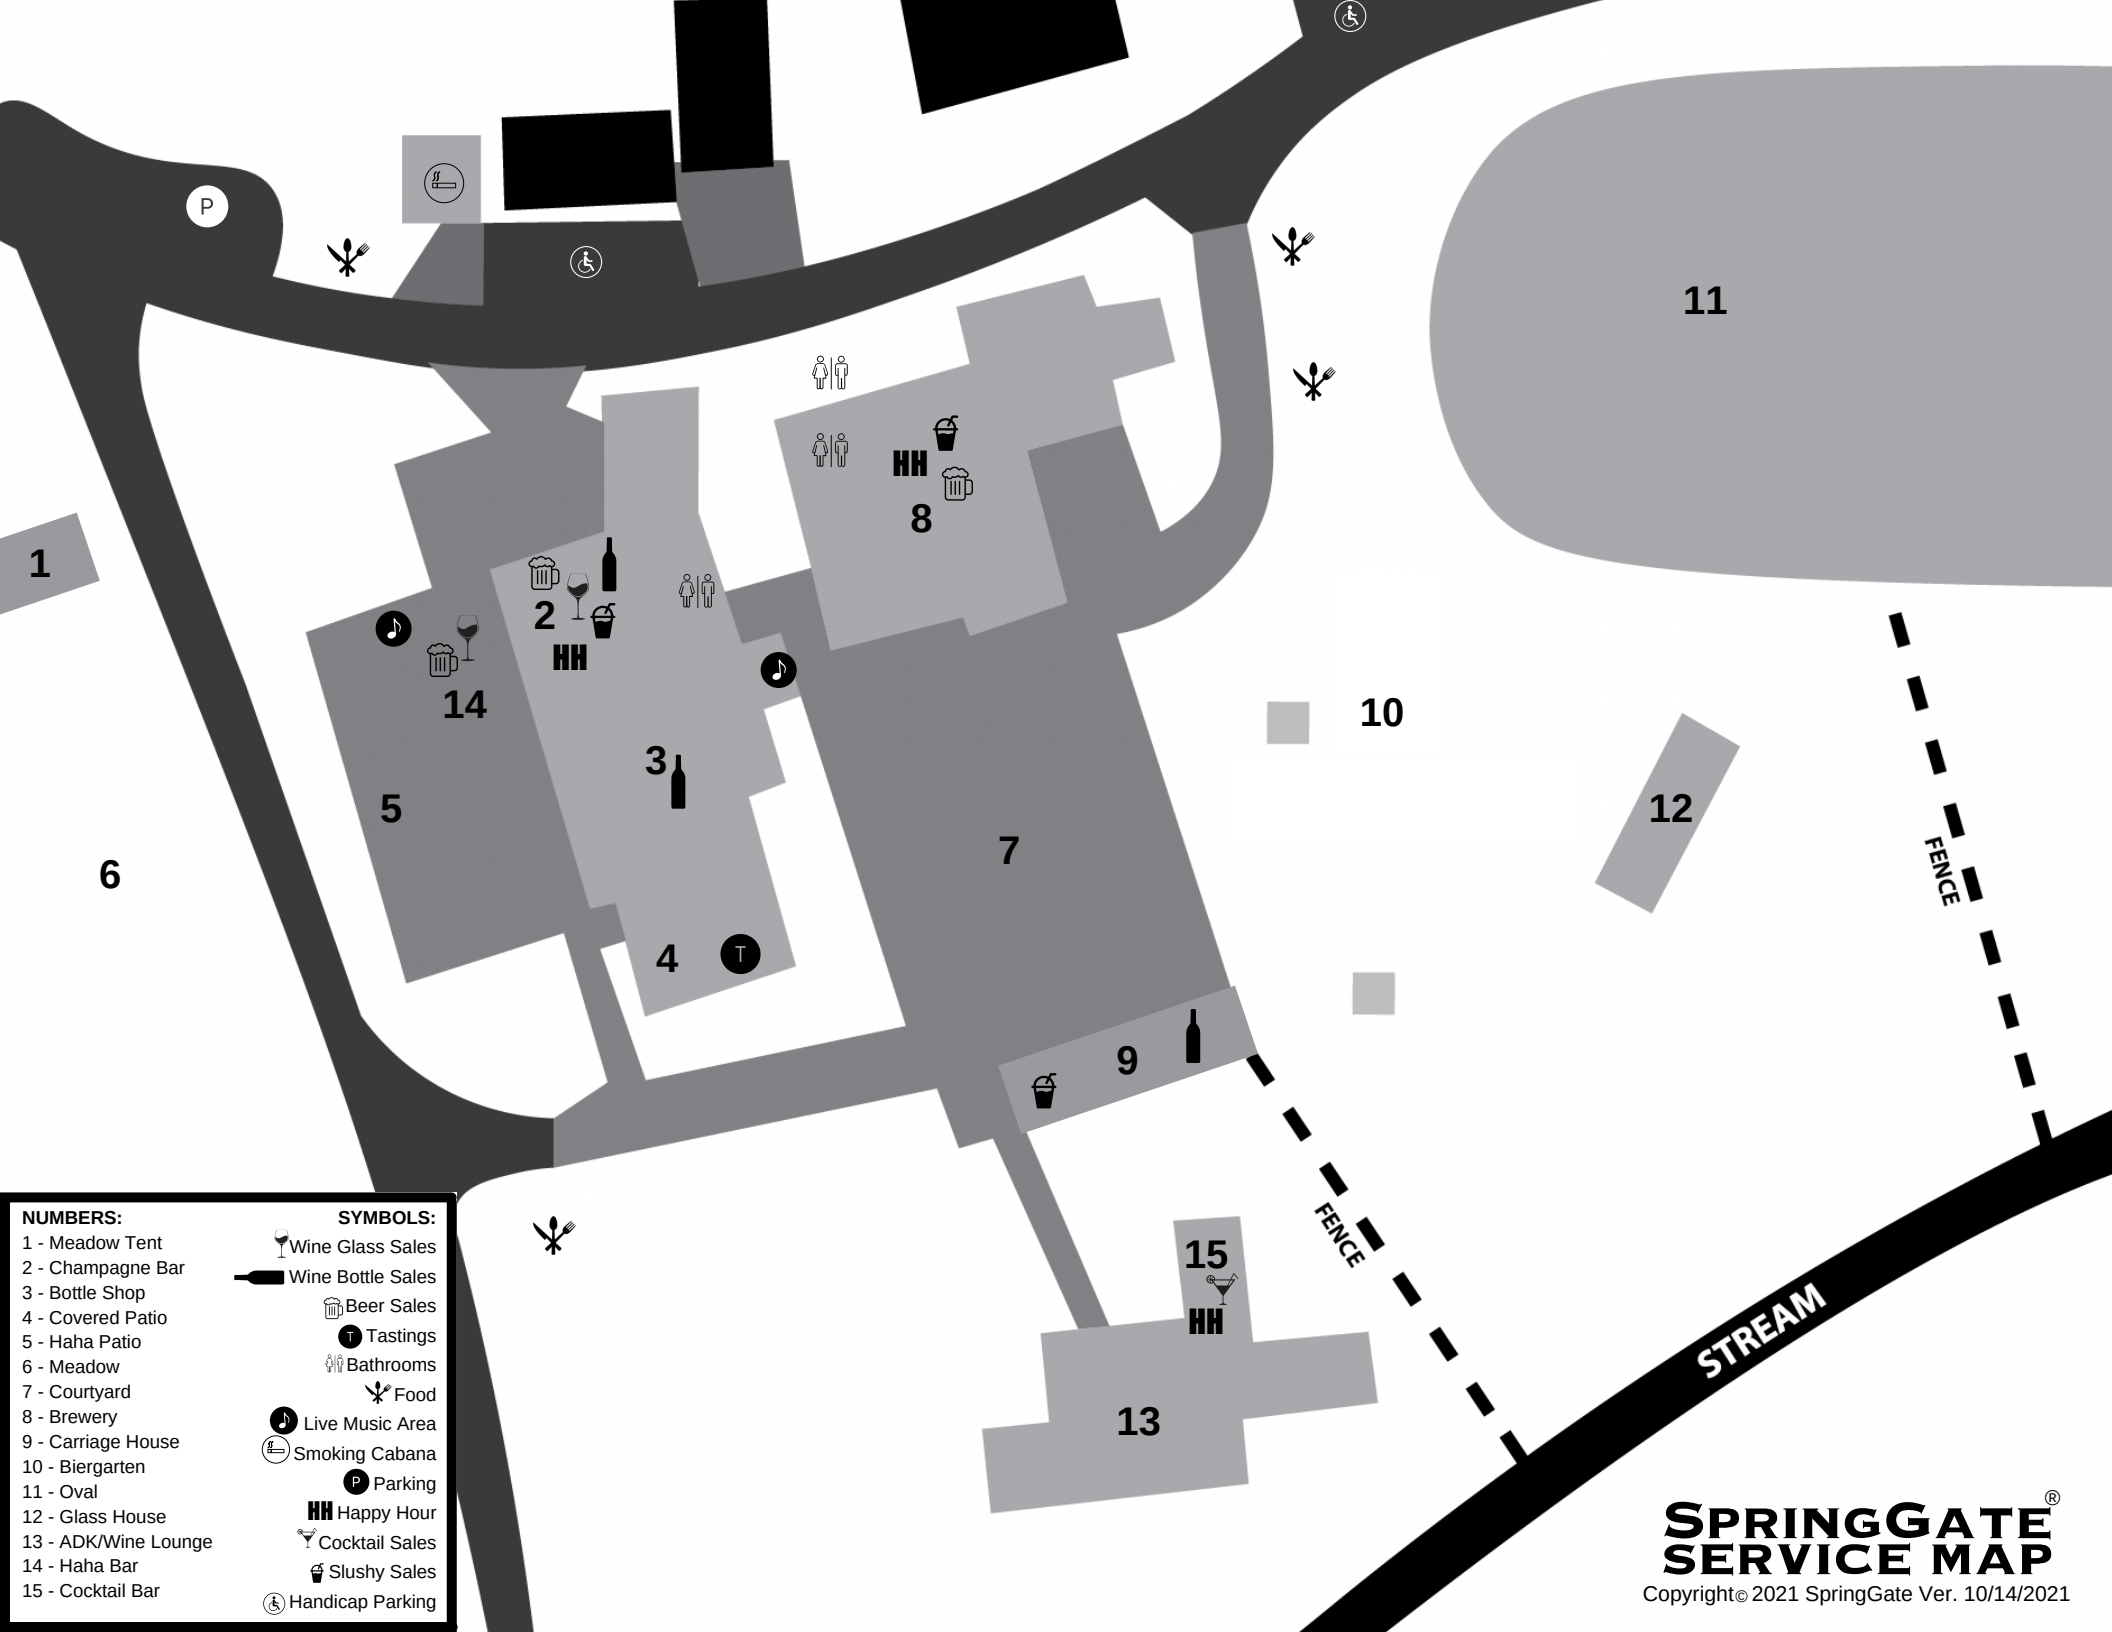 P
11
1
8
2
14
3
10
5
12
7
6
4
T
9
FENCE
FENCE
15
13
STREAM
NUMBERS:
1 - Meadow Tent
2 - Champagne Bar
3 - Bottle Shop
4 - Covered Patio
5 - Haha Patio
6 - Meadow
7 - Courtyard
8 - Brewery
9 - Carriage House
10 - Biergarten
11 - Oval
12 - Glass House
13 - ADK/Wine Lounge
14 - Haha Bar
15 - Cocktail Bar
SYMBOLS:
Wine Glass Sales
Wine Bottle Sales
Beer Sales
T Tastings
Bathrooms
Food
Live Music Area
Smoking Cabana
P Parking
HH Happy Hour
Cocktail Sales
Slushy Sales
Handicap Parking
HH
HH
HH
SPRINGGATE®
SERVICE MAP
Copyright© 2021 SpringGate Ver. 10/14/2021